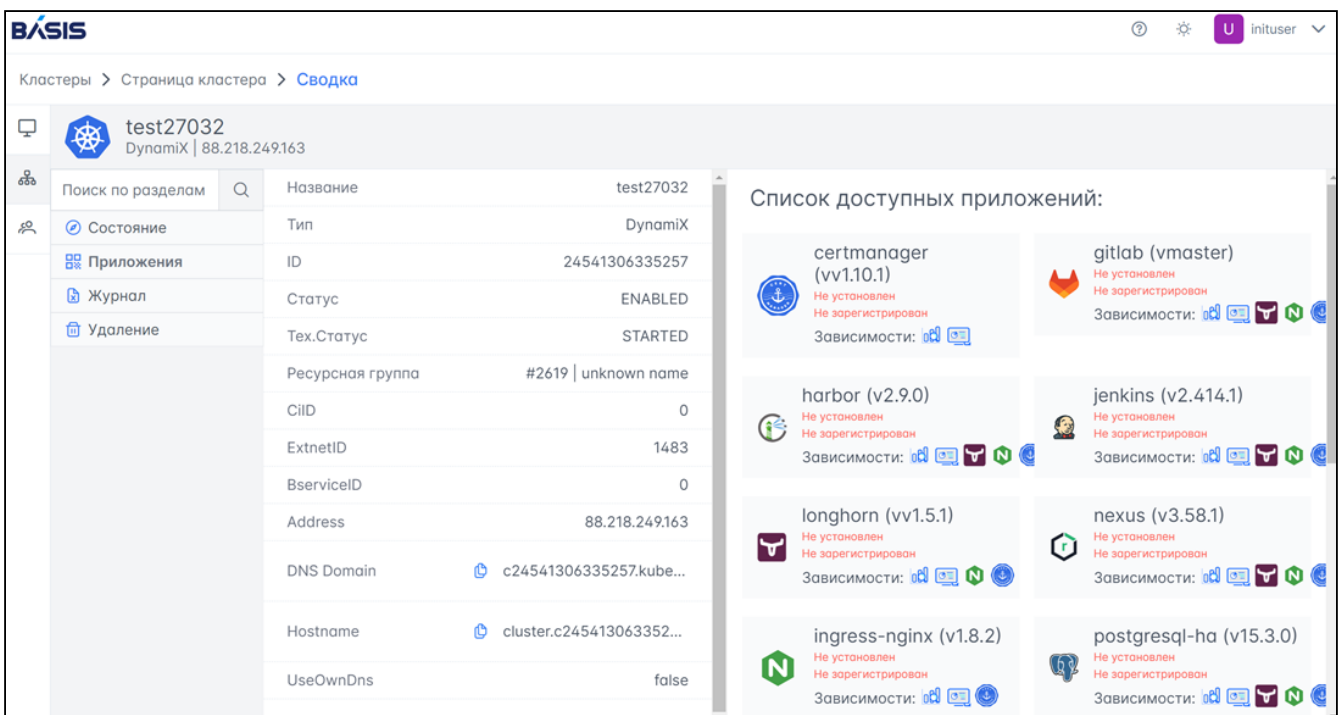 BÁSIS
U inituser
Кластеры > Страница кластера > Сводка
test27032
DynamiX | 88.218.249.163
Поиск по разделам
Состояние
Приложения
Журнал
Удаление
Название test27032
Тип DynamiX
ID 24541306335257
Статус ENABLED
Тех.Статус STARTED
Ресурсная группа #2619 | unknown name
CiID 0
ExtnetID 1483
BserviceID 0
Address 88.218.249.163
DNS Domain c24541306335257.kube...
Hostname cluster.c245413063352...
UseOwnDns false
Список доступных приложений:
certmanager
(vv1.10.1)
Не установлен
Не зарегистрирован
Зависимости:
gitlab (vmaster)
Не установлен
Не зарегистрирован
Зависимости:
harbor (v2.9.0)
Не установлен
Не зарегистрирован
Зависимости:
jenkins (v2.414.1)
Не установлен
Не зарегистрирован
Зависимости:
longhorn (vv1.5.1)
Не установлен
Не зарегистрирован
Зависимости:
nexus (v3.58.1)
Не установлен
Не зарегистрирован
Зависимости:
ingress-nginx (v1.8.2)
Не установлен
Не зарегистрирован
Зависимости:
postgresql-ha (v15.3.0)
Не установлен
Не зарегистрирован
Зависимости: